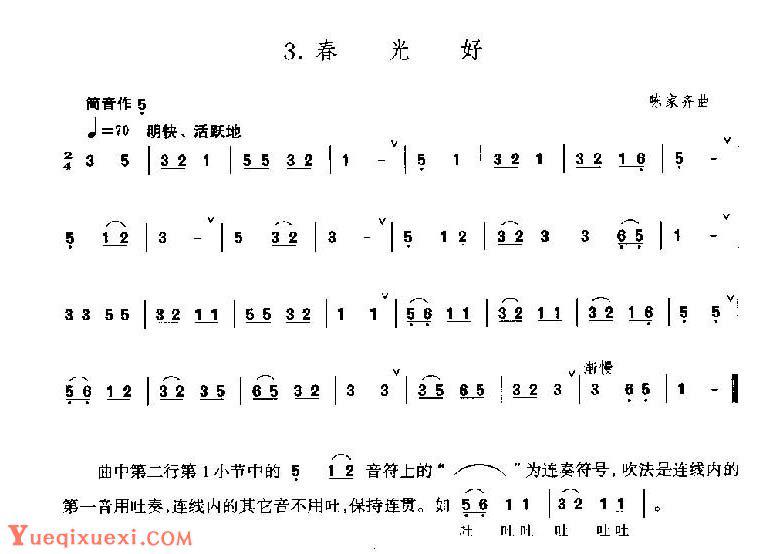 3. 春 光 好
筒音作 5
家齐曲
♩=70 明快、活跃地
2/4 3 5 | 3 2 1 | 5 5 3 2 | 1 - | 5 1 | 3 2 1 | 3 2 1 6 | 5 - |
5 1 2 | 3 - | 5 3 2 | 1 - | 5 1 2 | 3 2 3 | 3 6 5 | 1 - |
3 3 5 5 | 3 2 1 1 | 5 5 3 2 | 1 1 | 5 6 1 1 | 3 2 1 1 | 3 2 1 6 | 5 - |
渐慢
5 6 1 2 | 3 2 3 5 | 6 5 3 2 | 1 - | 3 5 6 5 | 3 2 3 | 3 6 5 | 1 - ‖
曲中第二行第1小节中的 5 1 2 音符上的“⌒”为连奏符号,吹法是连线内的
第一音用吐奏,连线内的其它音不用吐,保持连贯。如 5 6 1 1 | 3 2 1 1 | 。
吐 吐吐 吐 吐吐
Yueqixuexi.com